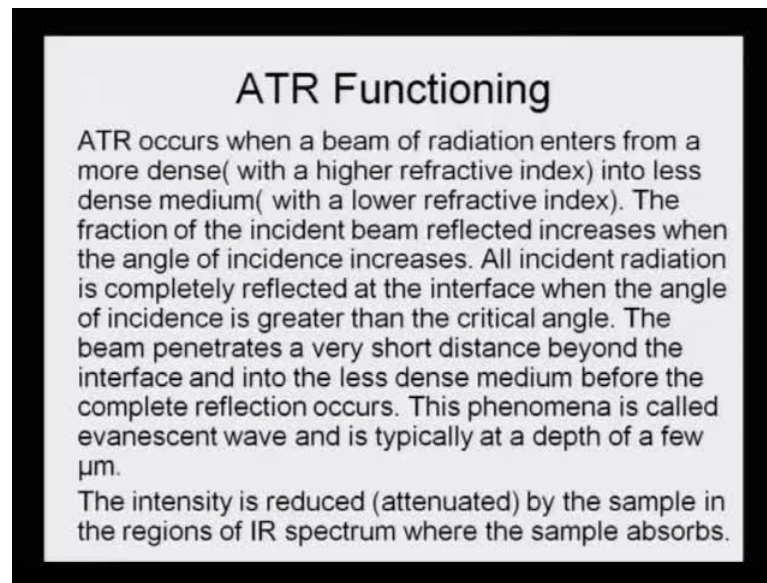 ATR Functioning
ATR occurs when a beam of radiation enters from a
more dense( with a higher refractive index) into less
dense medium( with a lower refractive index). The
fraction of the incident beam reflected increases when
the angle of incidence increases. All incident radiation
is completely reflected at the interface when the angle
of incidence is greater than the critical angle. The
beam penetrates a very short distance beyond the
interface and into the less dense medium before the
complete reflection occurs. This phenomena is called
evanescent wave and is typically at a depth of a few
μm.
The intensity is reduced (attenuated) by the sample in
the regions of IR spectrum where the sample absorbs.